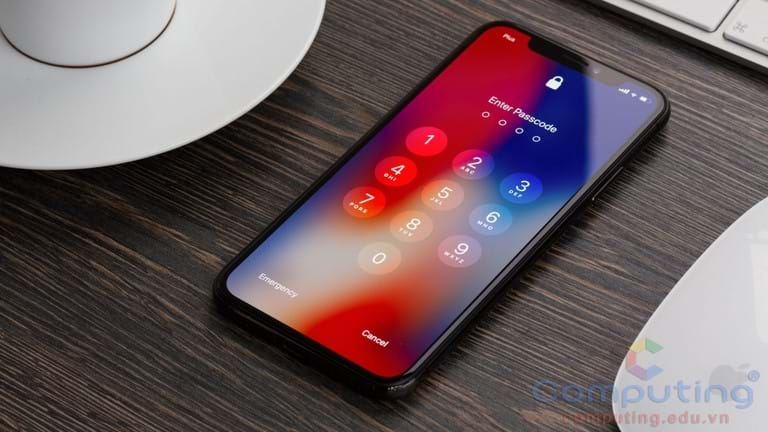 Plus
Enter Passcode
1
2
ABC
3
DEF
4
GHI
5
JKL
6
MNO
7
PQRS
8
TUV
9
WXYZ
0
Emergency
Cancel
Computing®
computing.edu.vn